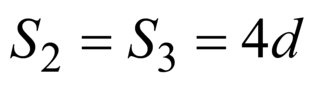 S₂ = S₃ = 4d